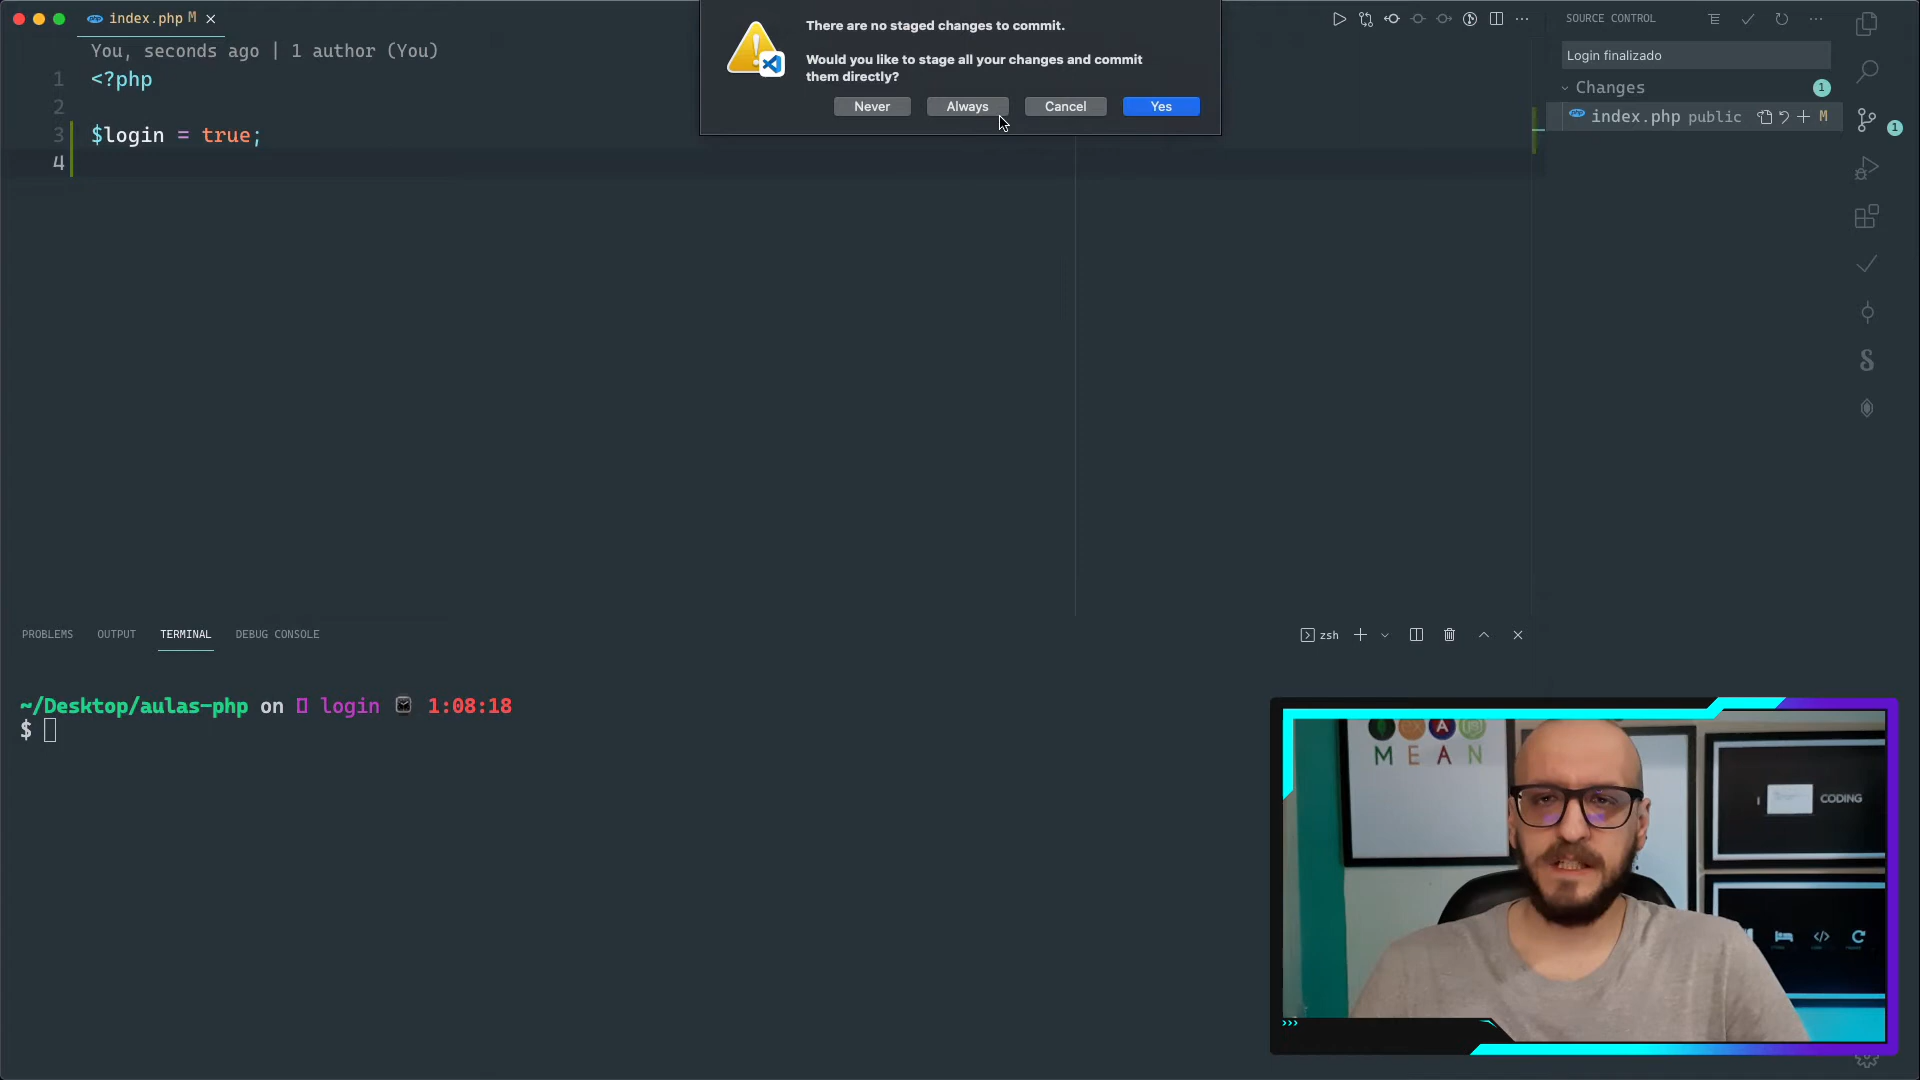 index.php M
There are no staged changes to commit.
Would you like to stage all your changes and commit
them directly?
Never
Always
Cancel
Yes
SOURCE CONTROL
Login finalizado
Changes
1
index.php public
M
1
You, seconds ago | 1 author (You)
1
<?php
2
3
$login = true;
4
PROBLEMS
OUTPUT
TERMINAL
DEBUG CONSOLE
zsh
~/Desktop/aulas-php on login 1:08:18
$
MEAN
CODING